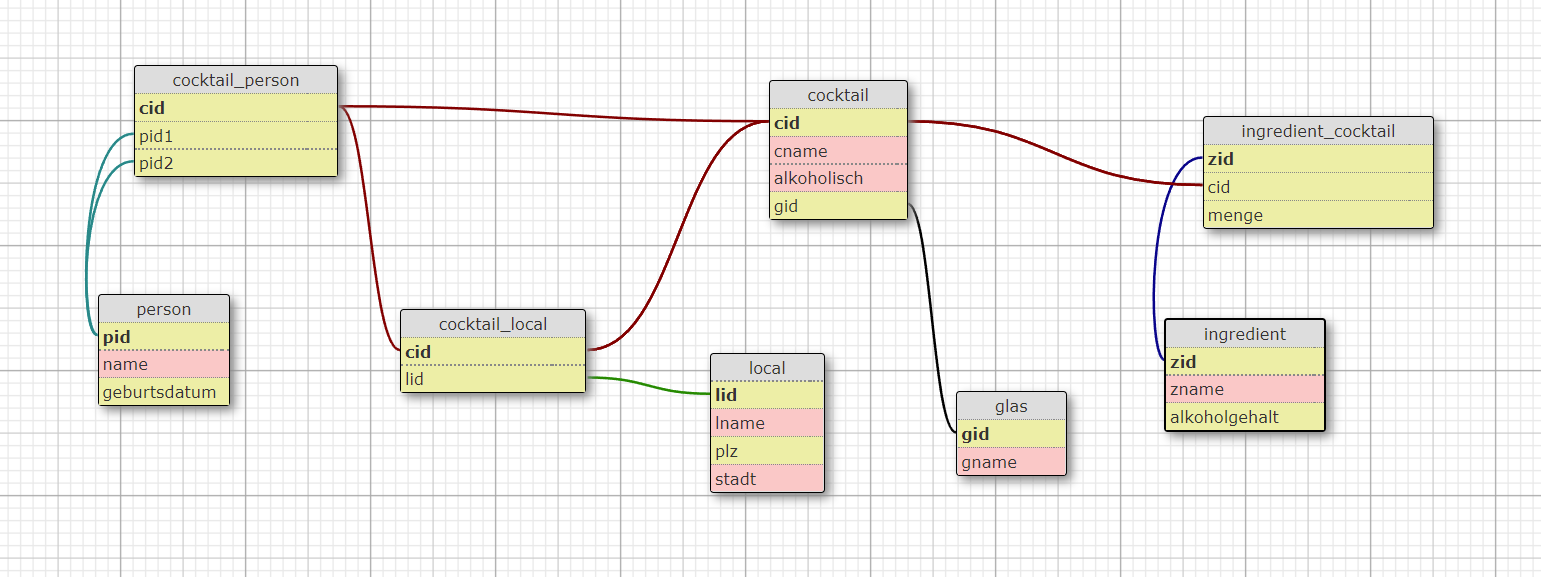 cocktail_person
cid
pid1
pid2
person
pid
name
geburtsdatum
cocktail_local
cid
lid
local
lid
lname
plz
stadt
cocktail
cid
cname
alkoholisch
gid
glas
gid
gname
ingredient_cocktail
zid
cid
menge
ingredient
zid
zname
alkoholgehalt